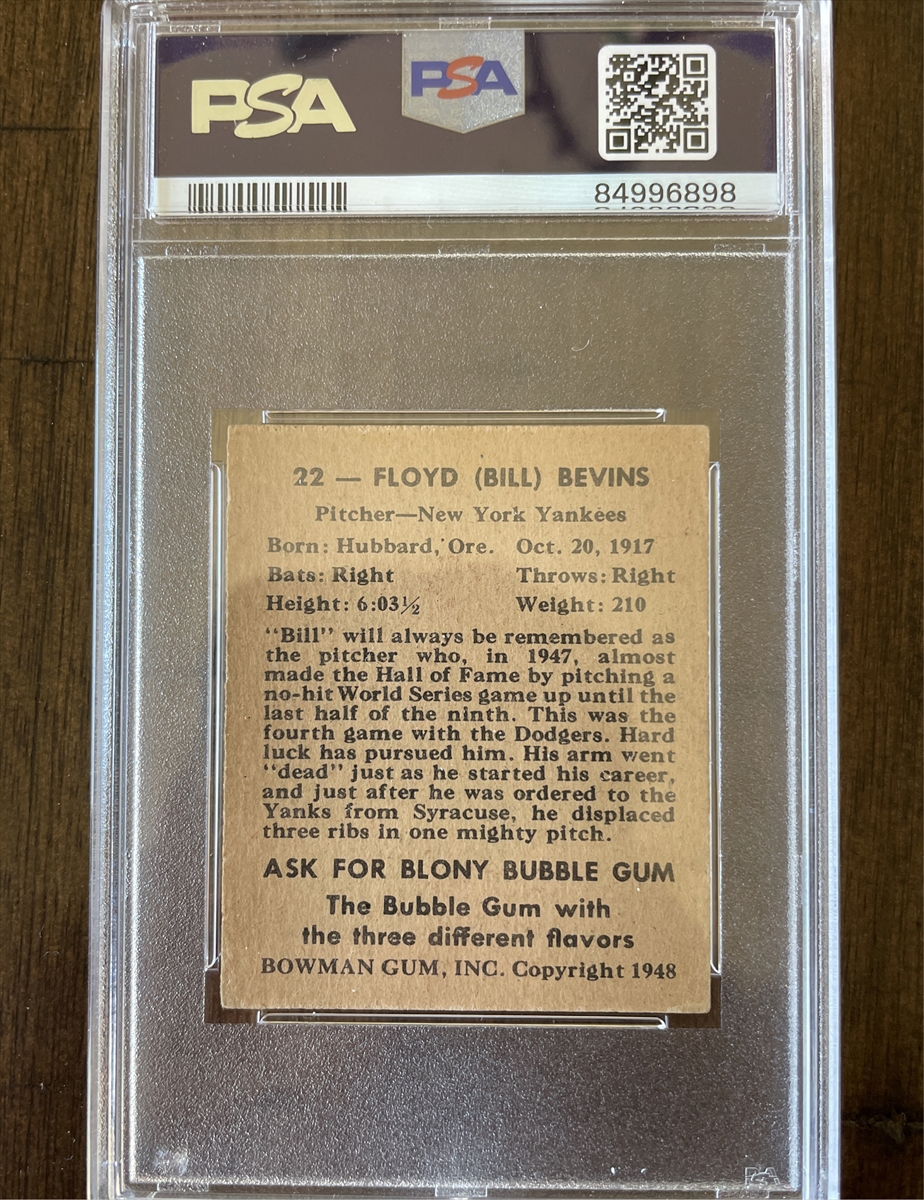 PSA
PSA
84996898
22 — FLOYD (BILL) BEVINS
Pitcher—New York Yankees
Born: Hubbard, Ore. Oct. 20, 1917
Bats: Right Throws: Right
Height: 6:03½ Weight: 210
"Bill" will always be remembered as
the pitcher who, in 1947, almost
made the Hall of Fame by pitching a
no-hit World Series game up until the
last half of the ninth. This was the
fourth game with the Dodgers. Hard
luck has pursued him. His arm went
"dead" just as he started his career,
and just after he was ordered to the
Yanks from Syracuse, he displaced
three ribs in one mighty pitch.
ASK FOR BLONY BUBBLE GUM
The Bubble Gum with
the three different flavors
BOWMAN GUM, INC. Copyright 1948
PSA